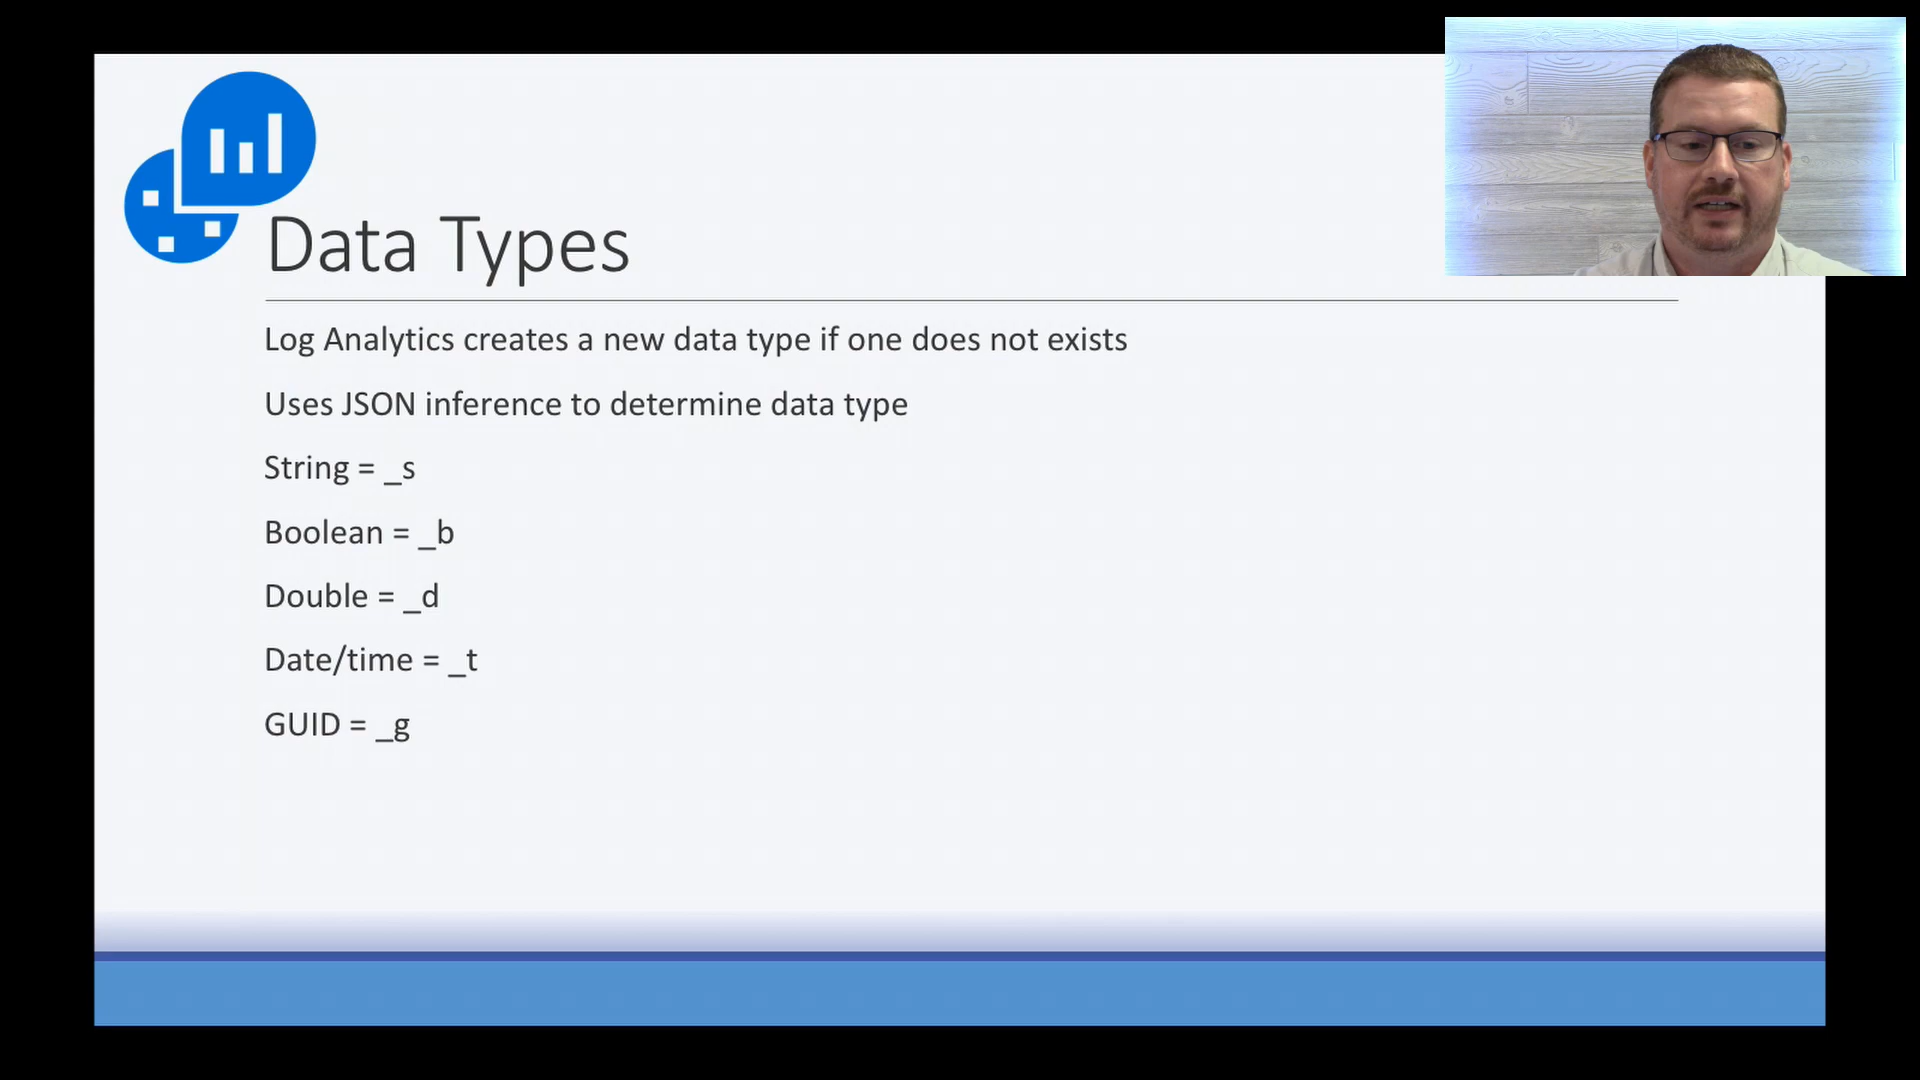 Data Types
Log Analytics creates a new data type if one does not exists
Uses JSON inference to determine data type
String = _s
Boolean = _b
Double = _d
Date/time = _t
GUID = _g